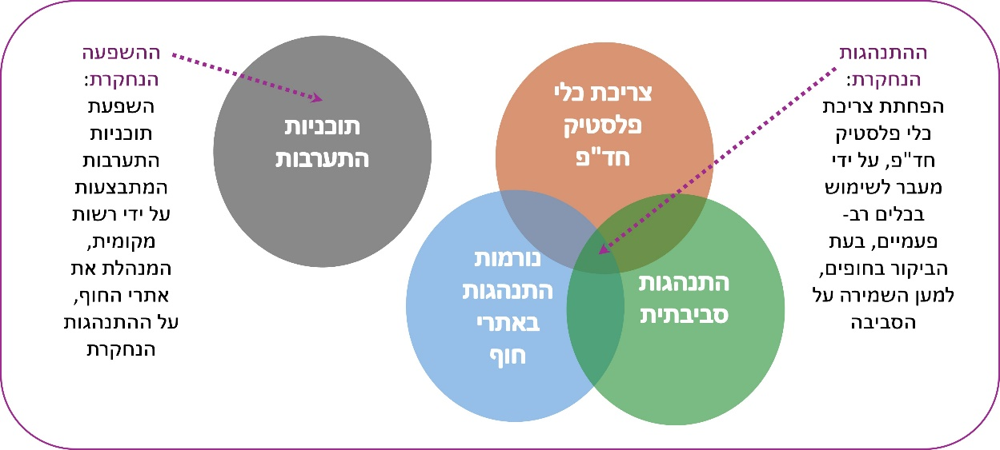 ההתנהגות
הנחקרת:
הפחתת צריכת
כלי פלסטיק
חד"פ, על ידי
מעבר לשימוש
בכלים רב-
פעמיים, בעת
הביקור בחופים,
למען השמירה על
הסביבה
צריכת כלי
פלסטיק
חד"פ
התנהגות
סביבתית
נורמות
התנהגות
באתרי
חוף
תוכניות
התערבות
ההשפעה
הנחקרת:
השפעת
תוכניות
התערבות
המתבצעות
על ידי רשות
מקומית,
המנהלת את
אתרי החוף,
על ההתנהגות
הנחקרת